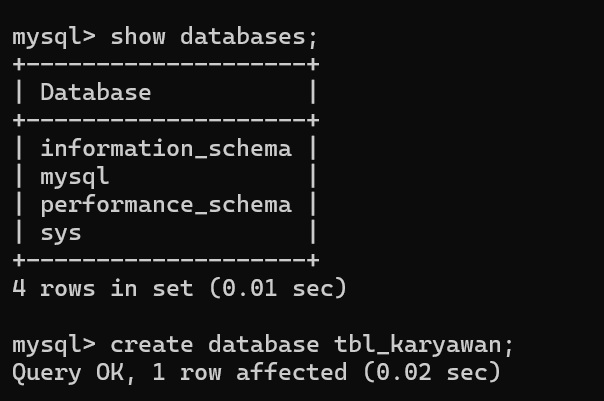 mysql> show databases;
+--------------------+
| Database           |
+--------------------+
| information_schema |
| mysql              |
| performance_schema |
| sys                |
+--------------------+
4 rows in set (0.01 sec)
mysql> create database tbl_karyawan;
Query OK, 1 row affected (0.02 sec)